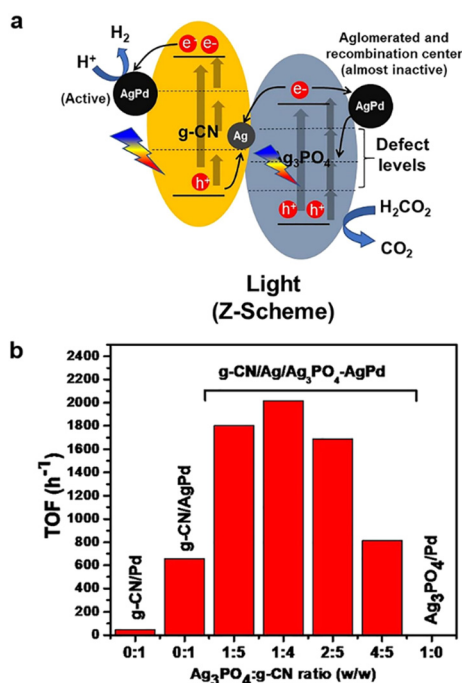 a
H₂
H⁺
e⁻ e-
(Active)
AgPd
g-CN
Ag
h⁺
Aglomerated and
recombination center
(almost inactive)
e-
AgPd
Ag₃PO₄
Defect
levels
h⁺ h⁺
H₂CO₂
CO₂
Light
(Z-Scheme)
b
g-CN/Ag/Ag₃PO₄-AgPd
TOF (h⁻¹)
2400
2200
2000
1800
1600
1400
1200
1000
800
600
400
200
0
g-CN/Pd
g-CN/AgPd
Ag₃PO₄/Pd
0:1 0:1 1:5 1:4 2:5 4:5 1:0
Ag₃PO₄:g-CN ratio (w/w)